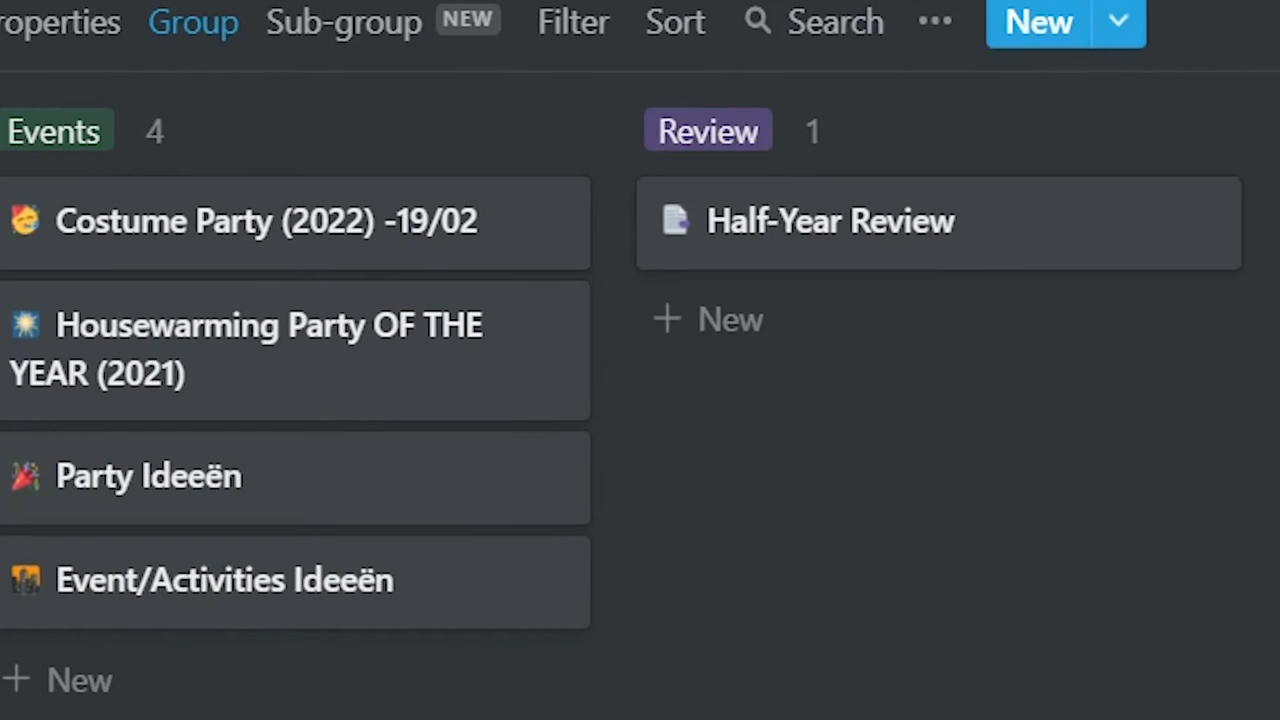 roperties Group Sub-group NEW Filter Sort Search New
Events 4
Costume Party (2022) -19/02
Housewarming Party OF THE
YEAR (2021)
Party Ideeën
Event/Activities Ideeën
New
Review 1
Half-Year Review
New